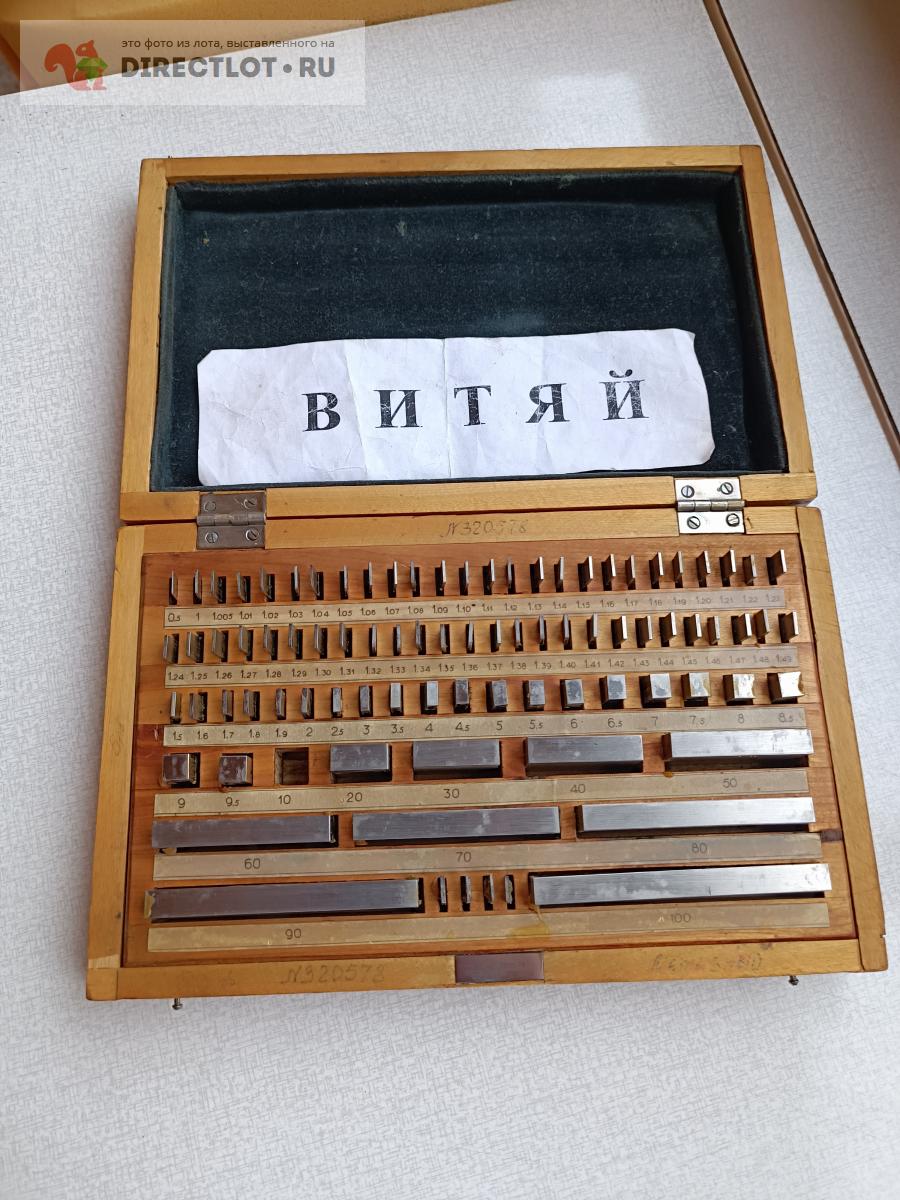 это фото из лота, выставленного на
DIRECTLOT.RU
ВИТЯЙ
N320578
0.5 1 1.005 1.01 1.02 1.03 1.04 1.05 1.06 1.07 1.08 1.09 1.10 1.11 1.12 1.13 1.14 1.15 1.16 1.17 1.18 1.19 1.20 1.21 1.22 1.23
1.24 1.25 1.26 1.27 1.28 1.29 1.30 1.31 1.32 1.33 1.34 1.35 1.36 1.37 1.38 1.39 1.40 1.41 1.42 1.43 1.44 1.45 1.46 1.47 1.48 1.49
1.5 1.6 1.7 1.8 1.9 2 2.5 3 3.5 4 4.5 5 5.5 6 6.5 7 7.5 8 8.5
9 9.5 10 20 30 40 50
60 70 80
90 100
N320578